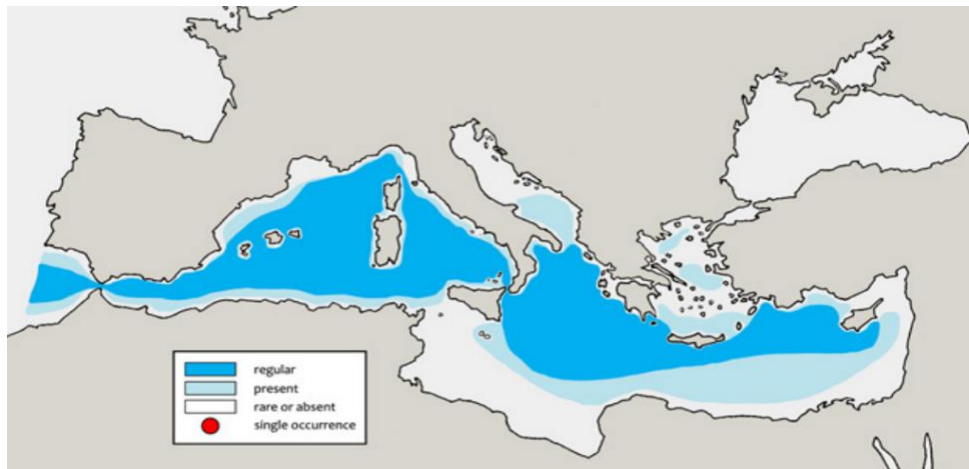 regular
present
rare or absent
single occurrence